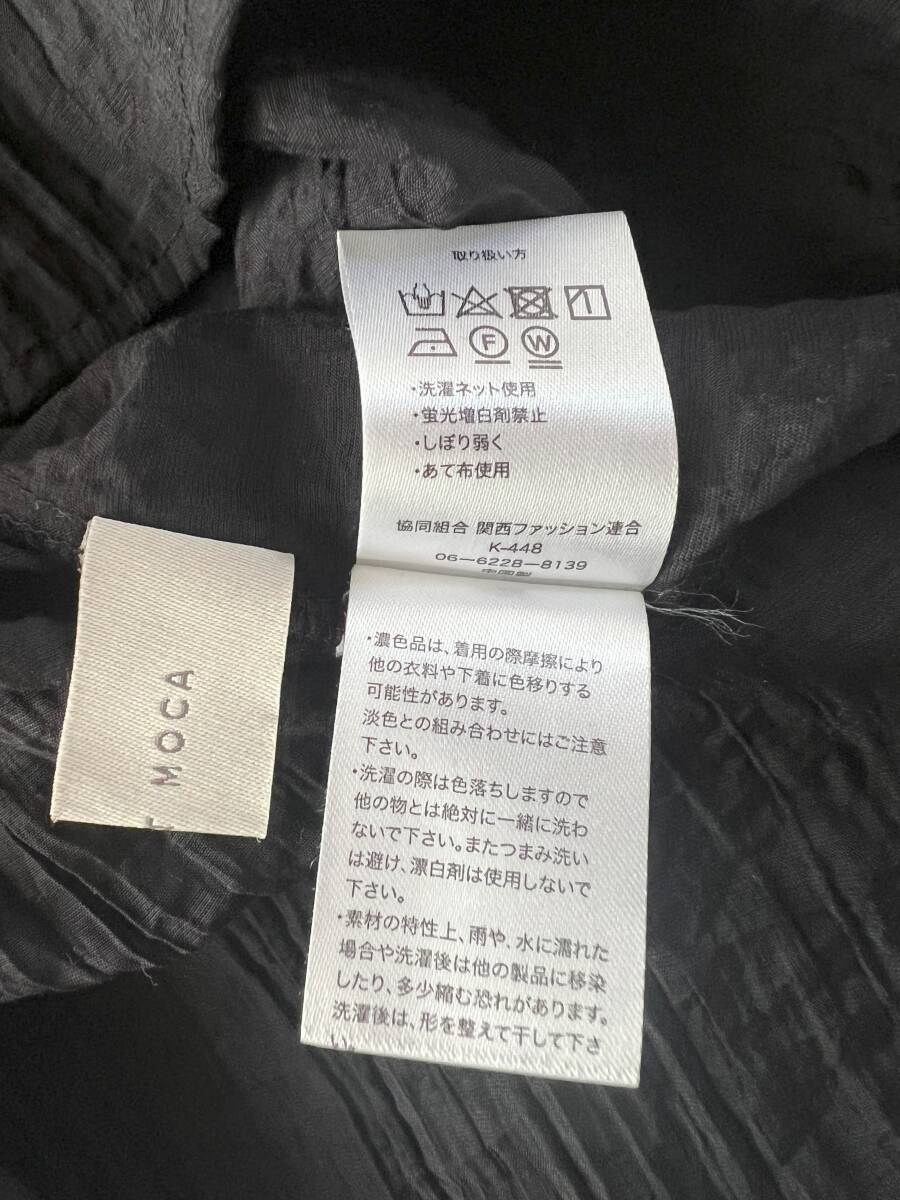 取り扱い方
F W
・洗濯ネット使用
・蛍光増白剤禁止
・しぼり弱く
・あて布使用
協同組合 関西ファッション連合
K-448
06-6228-8139
中国製
・濃色品は、着用の際摩擦により
他の衣料や下着に色移りする
可能性があります。
淡色との組み合わせにはご注意
下さい。
・洗濯の際は色落ちしますので
他の物とは絶対に一緒に洗わ
ないで下さい。またつまみ洗い
は避け、漂白剤は使用しないで
下さい。
・素材の特性上、雨や、水に濡れた
場合や洗濯後は他の製品に移染
したり、多少縮む恐れがあります。
洗濯後は、形を整えて干して下さ
い。
MOCA